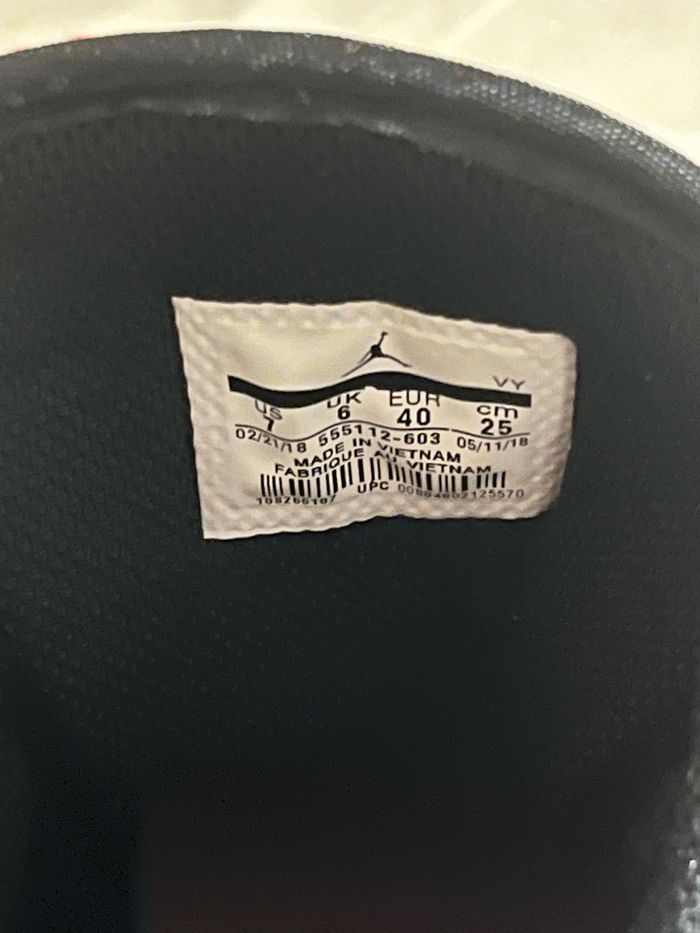 VY
US UK EUR cm
7 6 40 25
02/21/18 555112-603 05/11/18
MADE IN VIETNAM
FABRIQUE AU VIETNAM
UPC